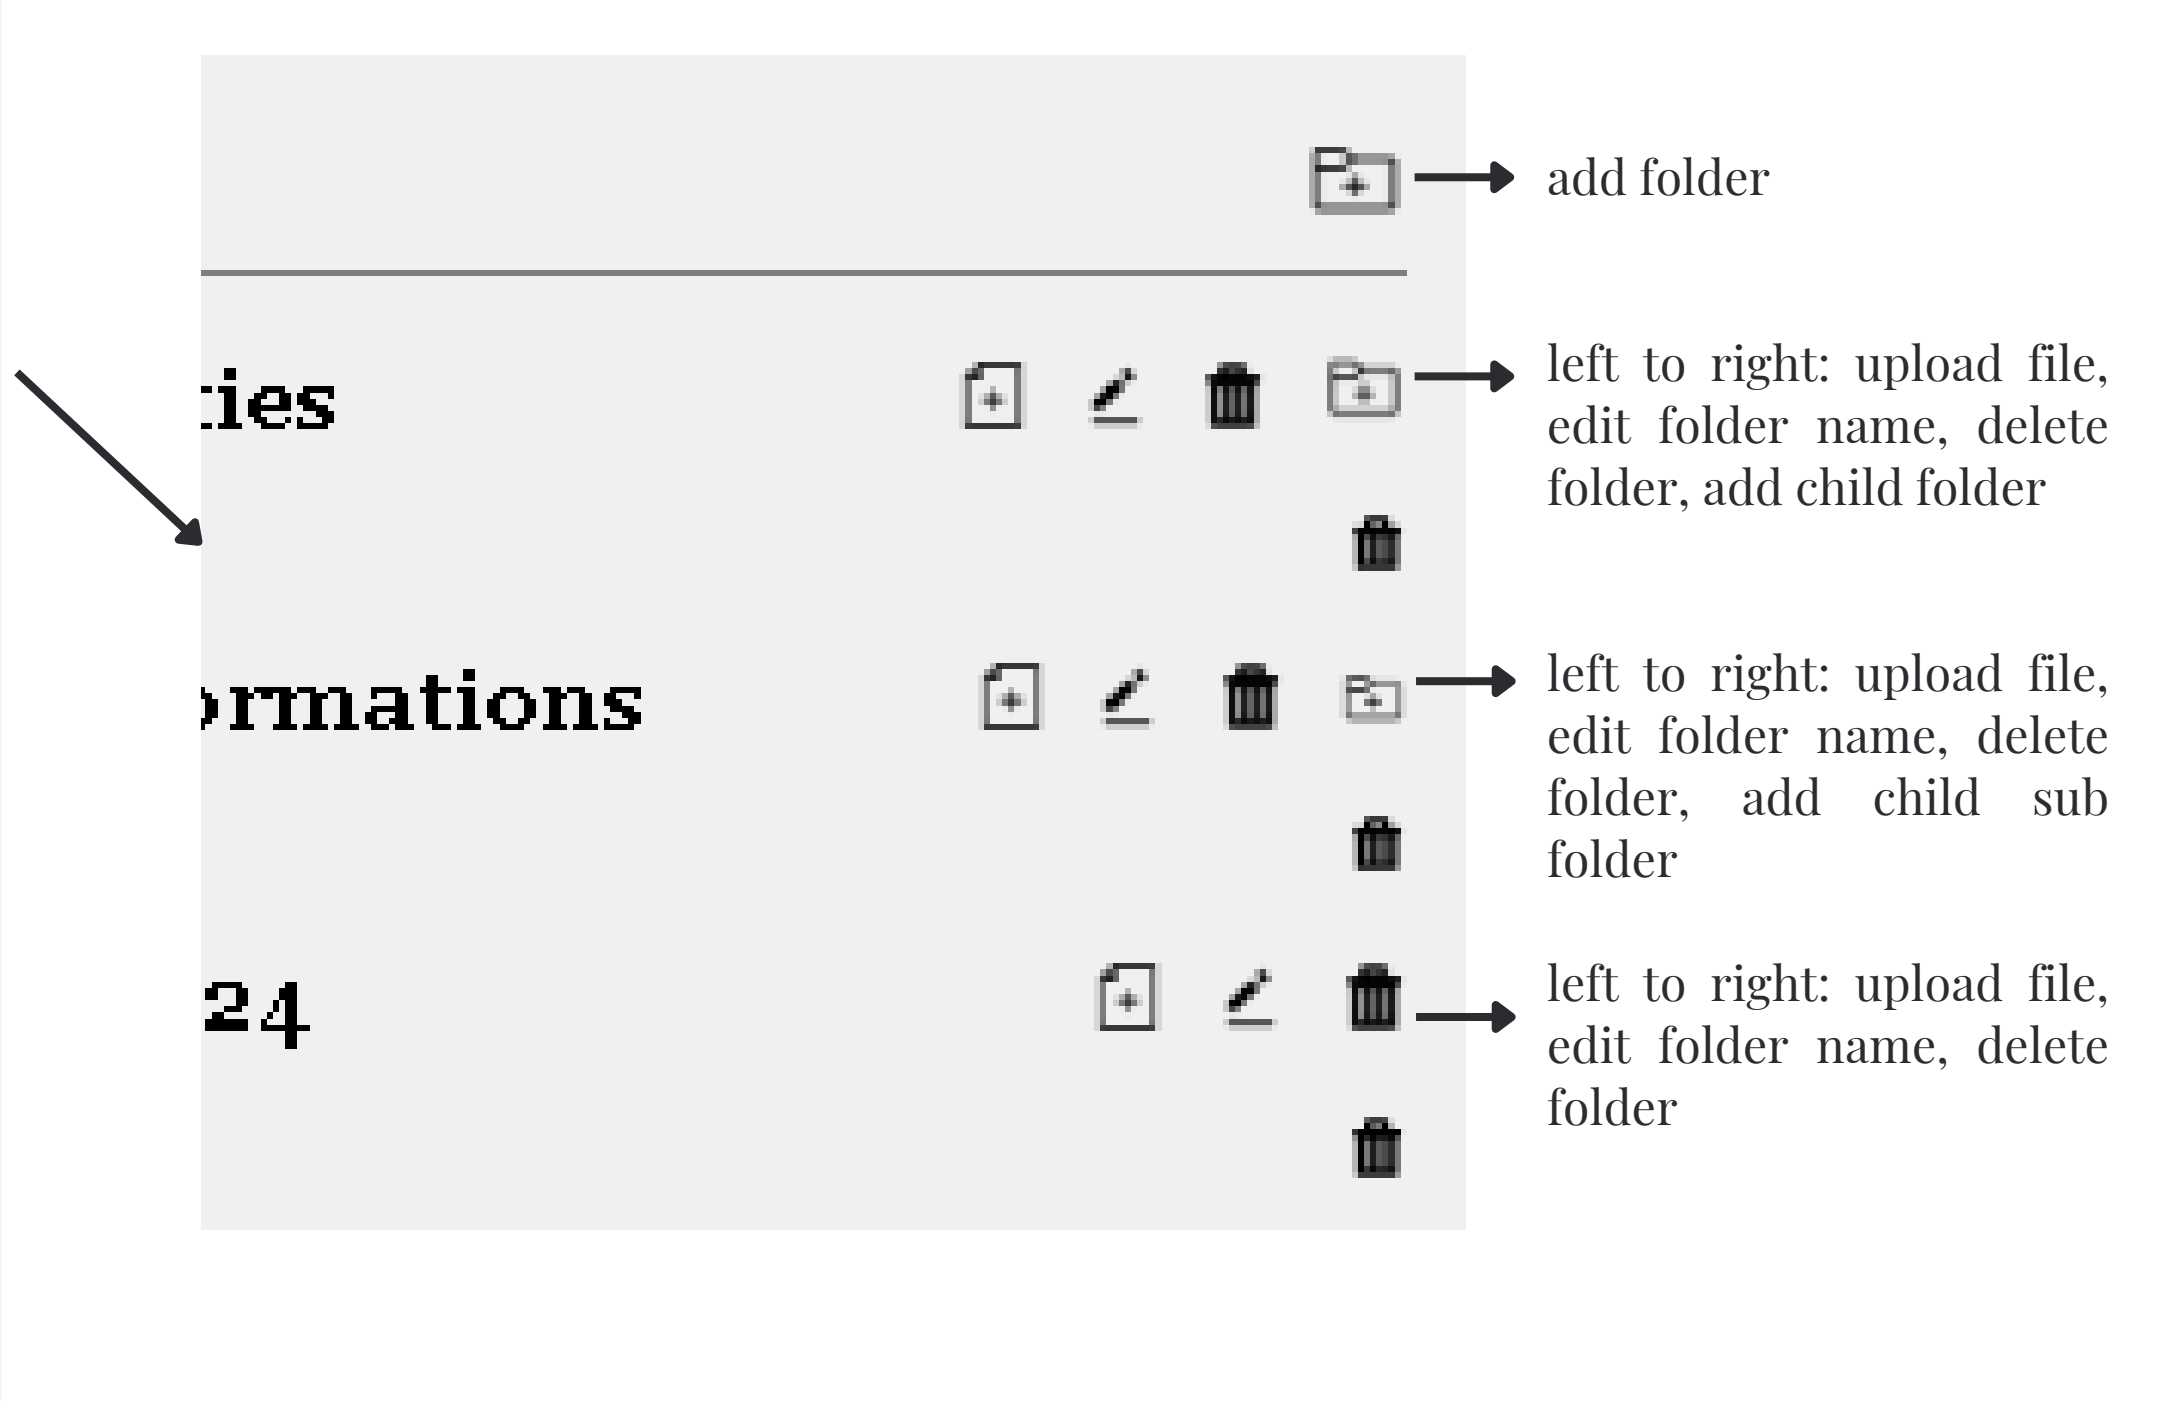 add folder
left to right: upload file,
edit folder name, delete
folder, add child folder
ties
left to right: upload file,
edit folder name, delete
folder, add child sub
folder
ormations
left to right: upload file,
edit folder name, delete
folder
24